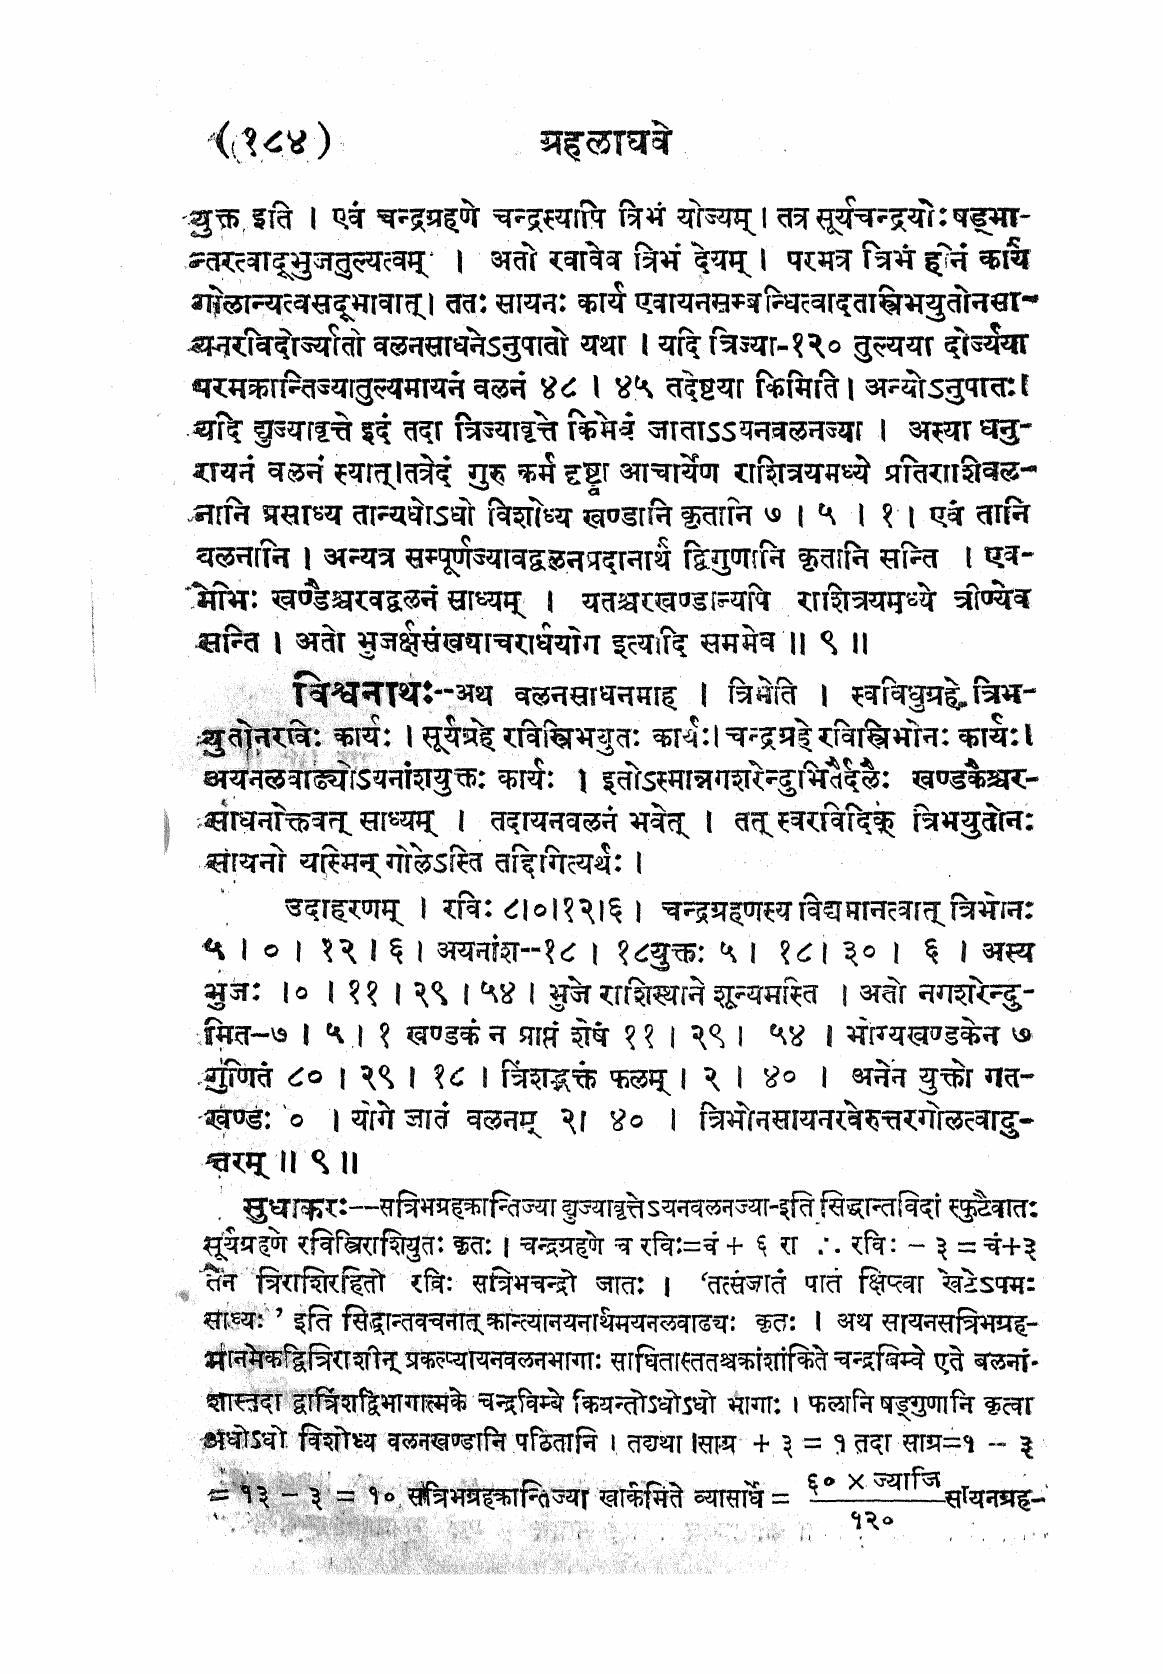 (१८४) ग्रहलाघवे
युक्त इति । एवं चन्द्रग्रहणे चन्द्रस्यापि त्रिभं योज्यम् । तत्र सूर्यचन्द्रयोः षड्भा-
न्तरत्वाद्भुजतुल्यत्वम् । अतो रवावेव त्रिभं देयम् । परमत्र त्रिभं हीनं कार्यं
गोलान्यत्वसद्भावात् । ततः सायनः कार्य एवायनसम्बन्धित्वादतास्त्रिभयुतोनसा-
यनरविदोर्ज्यातो वलनसाधनेऽनुपातो यथा । यदि त्रिज्या-१२० तुल्यया दोर्ज्यया
परमक्रान्तिज्यातुल्यमायनं वलनं ४८ । ४५ तदेष्टया किमिति । अन्योऽनुपातः ।
यदि द्युज्यावृत्ते इदं तदा त्रिज्यावृत्ते किमेवं जाताऽऽयनवलनज्या । अस्या धनु-
रायनं वलनं स्यात् । तत्रेदं गुरु कर्म दृष्ट्वा आचार्येण राशित्रयमध्ये प्रतिराशिवल-
नानि प्रसाध्य तान्यधोऽधो विशोध्य खण्डानि कृतानि ७ । ५ । १ । एवं तानि
वलनानि । अन्यत्र सम्पूर्णज्यावद्वलनप्रदानार्थं द्विगुणानि कृतानि सन्ति । एव-
मेभिः खण्डैश्चरवद्वलनं साध्यम् । यतश्चरखण्डान्यपि राशित्रयमध्ये त्रीण्येव
सन्ति । अतो भुजर्क्षसंखयाचरार्धयोग इत्यादि सममेव ॥ ९ ॥
विश्वनाथः--अथ वलनसाधनमाह । त्रिभेति । स्वविधुग्रहे त्रिभ-
युतोनरविः कार्यः । सूर्यग्रहे रविस्त्रिभयुतः कार्यः । चन्द्रग्रहे रविस्त्रिभोनः कार्यः ।
अयनलवाढ्योऽयनांशयुक्तः कार्यः । इतोऽस्मान्नगशरेन्दुभितैर्दलैः खण्डकैश्चर-
साधनोक्तवत् साध्यम् । तदायनवलनं भवेत् । तत् स्वरविदिक् त्रिभयुतोनः
सायनो यस्मिन् गोलेऽस्ति तद्दिगित्यर्थः ।
उदाहरणम् । रविः ८।०।१२।६ । चन्द्रग्रहणस्य विद्यमानत्वात् त्रिभोनः
५ । ० । १२ । ६ । अयनांश--१८ । १८युक्तः ५ । १८ । ३० । ६ । अस्य
भुजः ।० । ११ । २९ । ५४ । भुजे राशिस्थाने शून्यमस्ति । अतो नगशरेन्दु-
मित-७ । ५ । १ खण्डकं न प्राप्तं शेषं ११ । २९ । ५४ । भोग्यखण्डकेन ७
गुणितं ८० । २९ । १८ । त्रिंशद्भक्तं फलम् । २ । ४० । अनेन युक्तो गत-
खण्डः ० । योगे जातं वलनम् २। ४० । त्रिभोनसायनरवेरुत्तरगोलत्वादु-
त्तरम् ॥ ९ ॥
सुधाकरः---सत्रिभग्रहक्रान्तिज्या द्युज्यावृत्तेऽयनवलनज्या-इति सिद्धान्तविदां स्फुटैवातः
सूर्यग्रहणे रविस्त्रिराशियुतः कृतः । चन्द्रग्रहणे च रविः=चं + ६ रा ∴ रविः - ३ = चं+३
तेन त्रिराशिरहितो रविः सत्रिभचन्द्रो जातः । ‘तत्संजातं पातं क्षिप्त्वा खेटेऽपमः
साध्यः ’ इति सिद्धान्तवचनात् क्रान्त्यानयनार्थमयनलवाढ्यः कृतः । अथ सायनसत्रिभग्रह-
मानमेकद्वित्रिराशीन् प्रकल्प्यायनवलनभागाः साधितास्ततश्चकांशांकिते चन्द्रबिम्वे एते बलनां-
शास्तदा द्वात्रिंशद्विभागात्मके चन्द्रविम्बे कियन्तोऽधोऽधो भागाः । फलानि षड्गुणानि कृत्वा
अधोऽधो विशोध्य वलनखण्डानि पठितानि । तद्यथा ।साग्र + ३ = १ तदा साग्र=१ -- ३
= १३ - ३ = १० सत्रिभग्रहक्रान्तिज्या खार्कमिते व्यासार्धे = ६० × ज्याजि सायनग्रह-
१२०